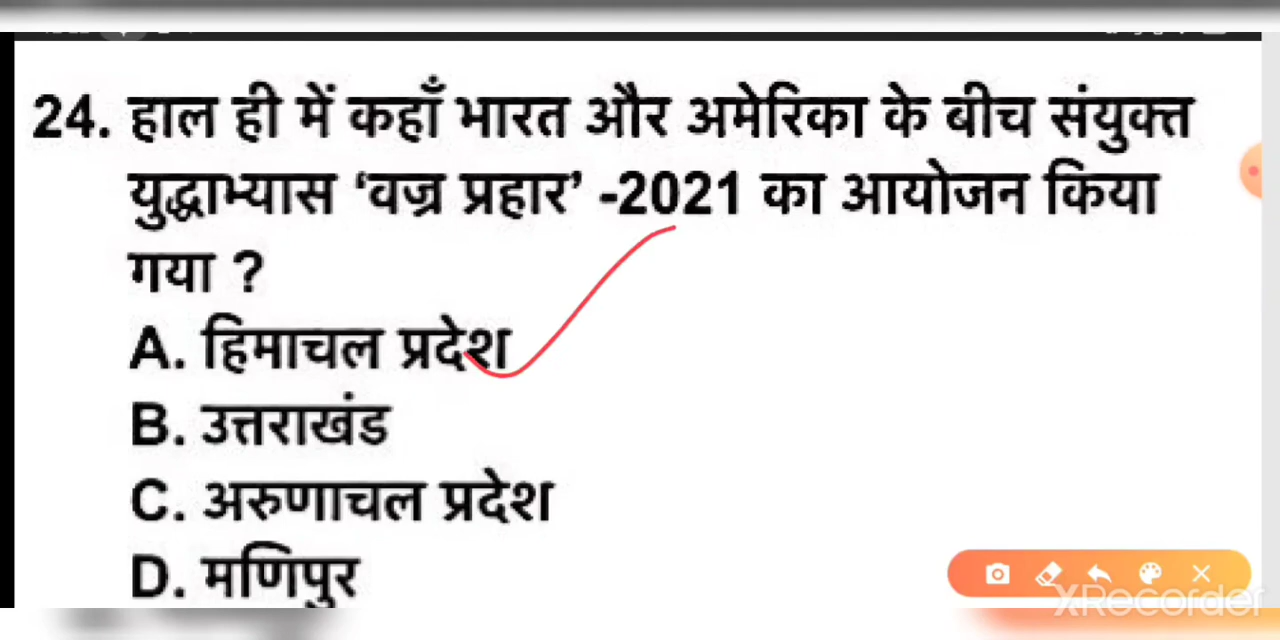 24. हाल ही में कहाँ भारत और अमेरिका के बीच संयुक्त
युद्धाभ्यास ‘वज्र प्रहार’ -2021 का आयोजन किया
गया ?
A. हिमाचल प्रदेश
B. उत्तराखंड
C. अरुणाचल प्रदेश
D. मणिपुर
XRecorder